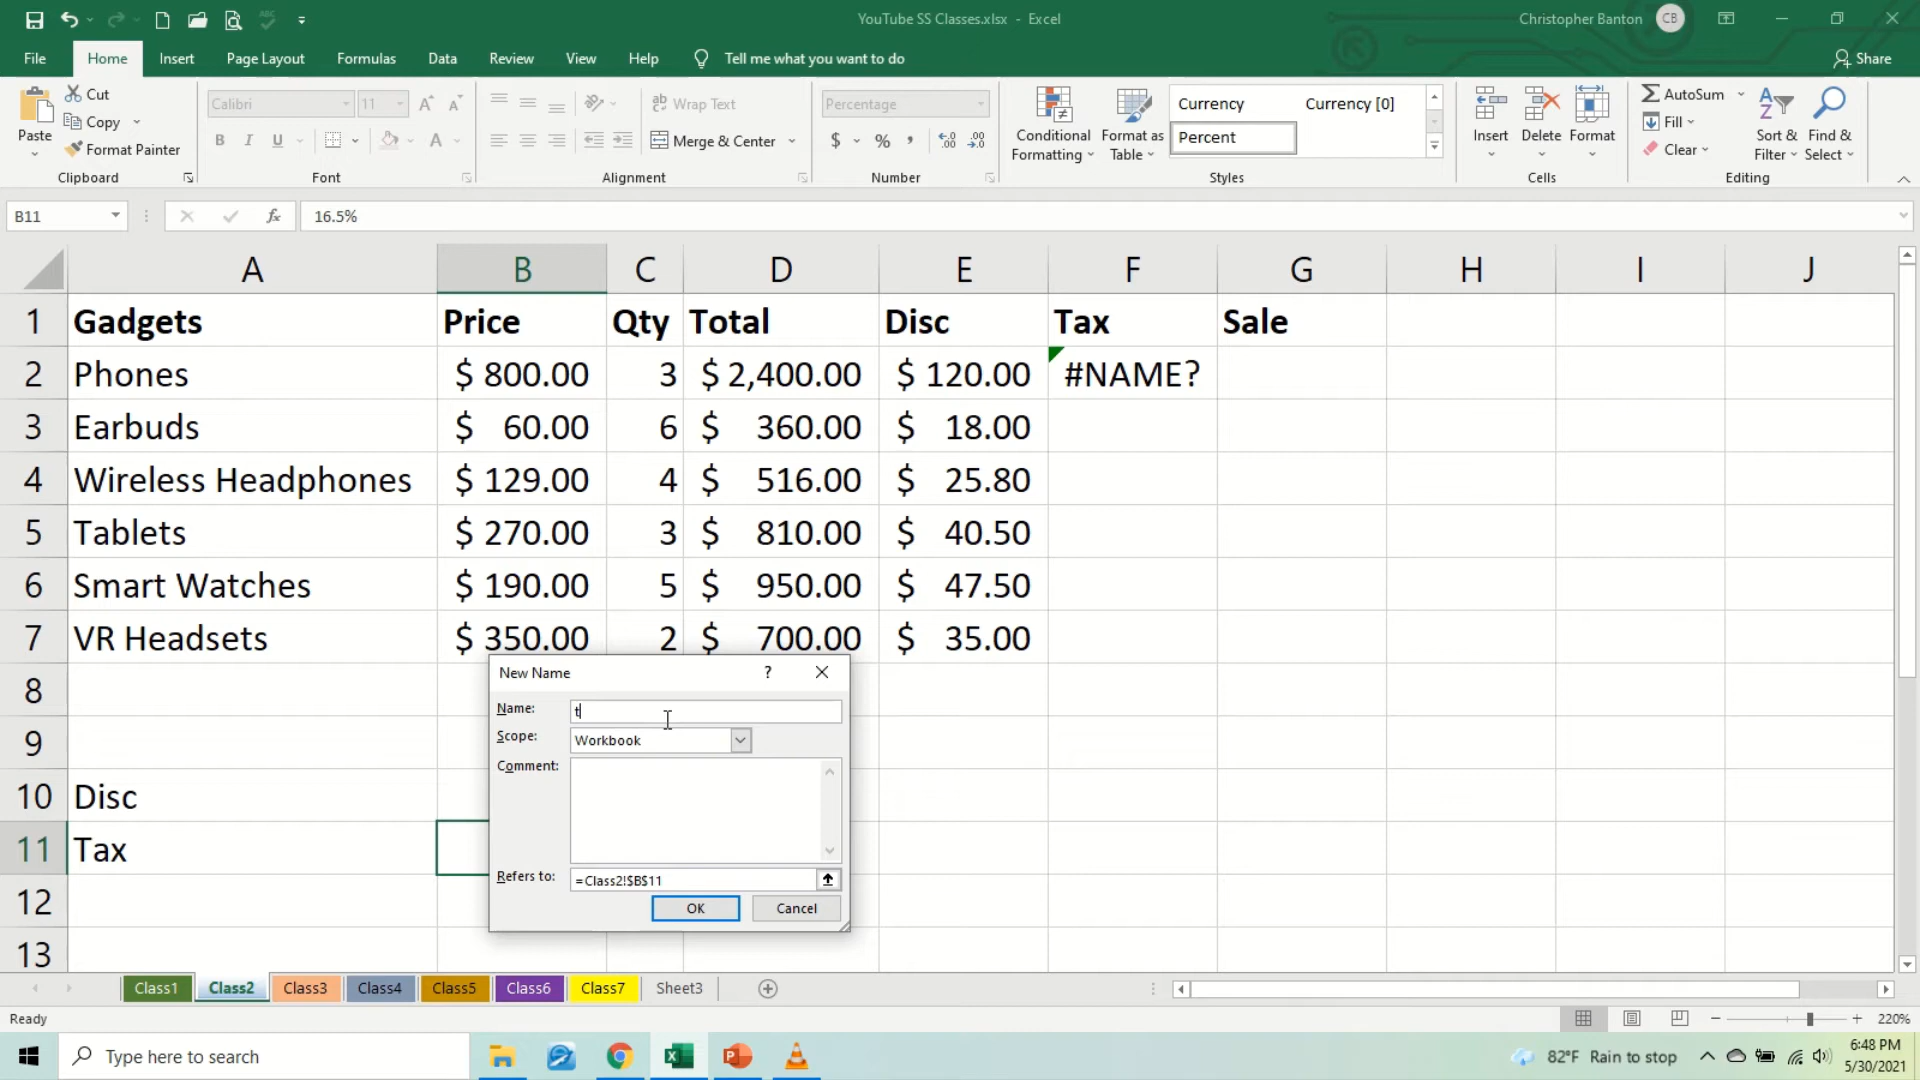 YouTube SS Classes.xlsx - Excel
Christopher Banton CB
File Home Insert Page Layout Formulas Data Review View Help Tell me what you want to do Share
Paste
Cut
Copy
Format Painter
Clipboard
Calibri 11
B I U A
Font
Wrap Text
Merge & Center
Alignment
Percentage
$ % ,
Number
Conditional Formatting
Format as Table
Currency Currency [0]
Percent
Styles
Insert Delete Format
Cells
AutoSum
Fill
Clear
Sort & Filter
Find & Select
Editing
B11 fx 16.5%
A B C D E F G H I J
1 Gadgets Price Qty Total Disc Tax Sale
2 Phones $ 800.00 3 $ 2,400.00 $ 120.00 #NAME?
3 Earbuds $ 60.00 6 $ 360.00 $ 18.00
4 Wireless Headphones $ 129.00 4 $ 516.00 $ 25.80
5 Tablets $ 270.00 3 $ 810.00 $ 40.50
6 Smart Watches $ 190.00 5 $ 950.00 $ 47.50
7 VR Headsets $ 350.00 2 $ 700.00 $ 35.00
8
9
10 Disc
11 Tax
12
13
New Name ?
Name: t
Scope: Workbook
Comment:
Refers to: =Class2!$B$11
OK Cancel
Class1 Class2 Class3 Class4 Class5 Class6 Class7 Sheet3
Ready 220%
Type here to search
82°F Rain to stop
6:48 PM
5/30/2021